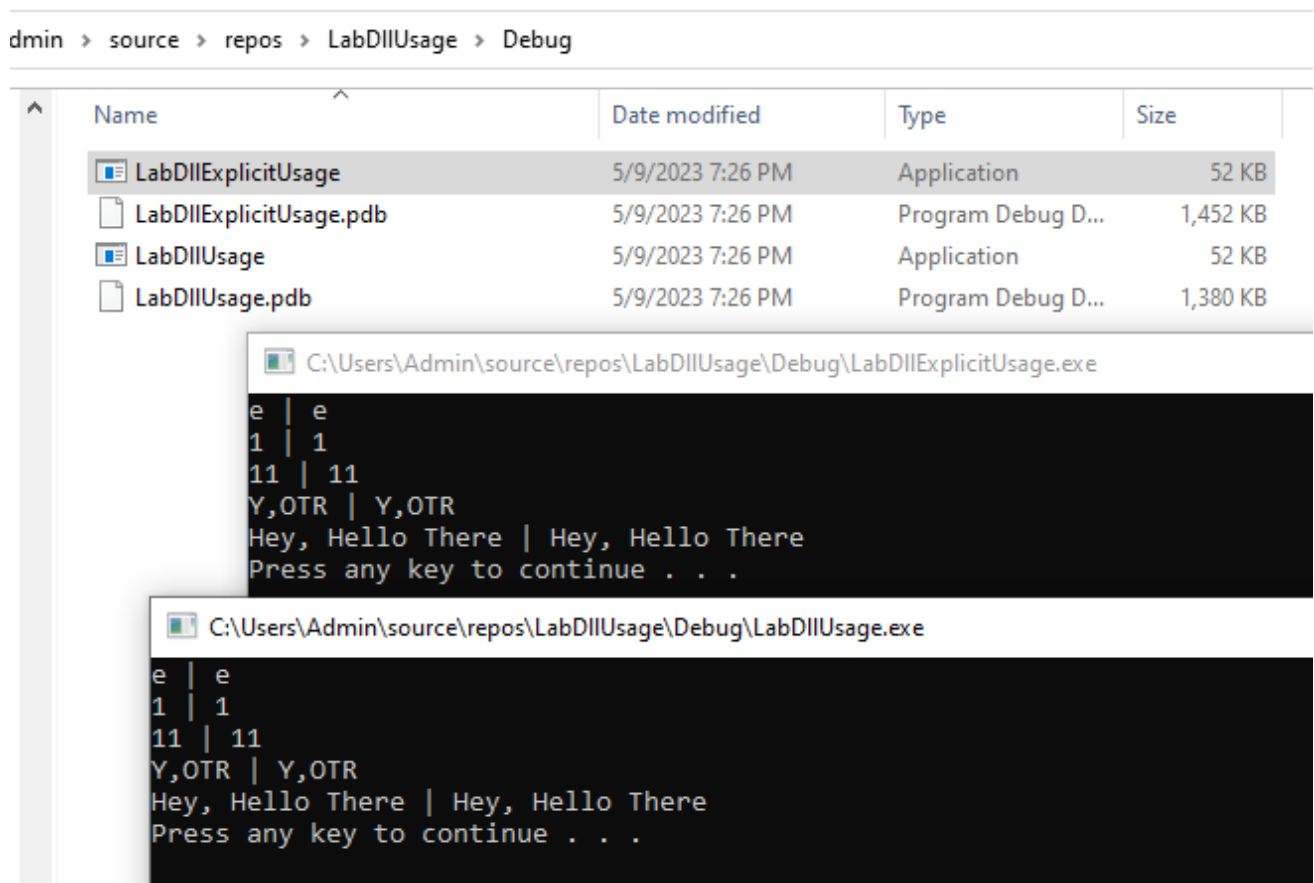 dmin > source > repos > LabDllUsage > Debug
Name Date modified Type Size
LabDllExplicitUsage 5/9/2023 7:26 PM Application 52 KB
LabDllExplicitUsage.pdb 5/9/2023 7:26 PM Program Debug D... 1,452 KB
LabDllUsage 5/9/2023 7:26 PM Application 52 KB
LabDllUsage.pdb 5/9/2023 7:26 PM Program Debug D... 1,380 KB
C:\Users\Admin\source\repos\LabDllUsage\Debug\LabDllExplicitUsage.exe
e | e
1 | 1
11 | 11
Y,OTR | Y,OTR
Hey, Hello There | Hey, Hello There
Press any key to continue . . .
C:\Users\Admin\source\repos\LabDllUsage\Debug\LabDllUsage.exe
e | e
1 | 1
11 | 11
Y,OTR | Y,OTR
Hey, Hello There | Hey, Hello There
Press any key to continue . . .